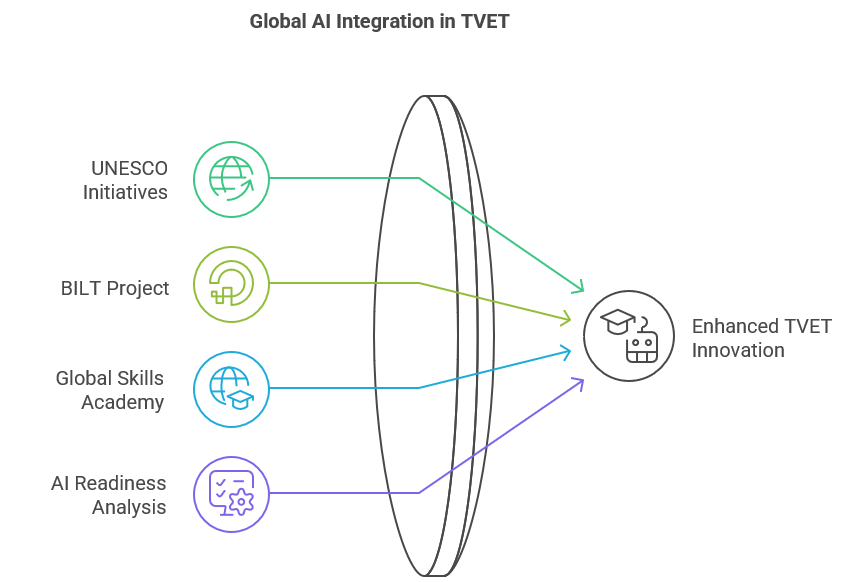 Global AI Integration in TVET
UNESCO
Initiatives
BILT Project
Global Skills
Academy
AI Readiness
Analysis
Enhanced TVET
Innovation